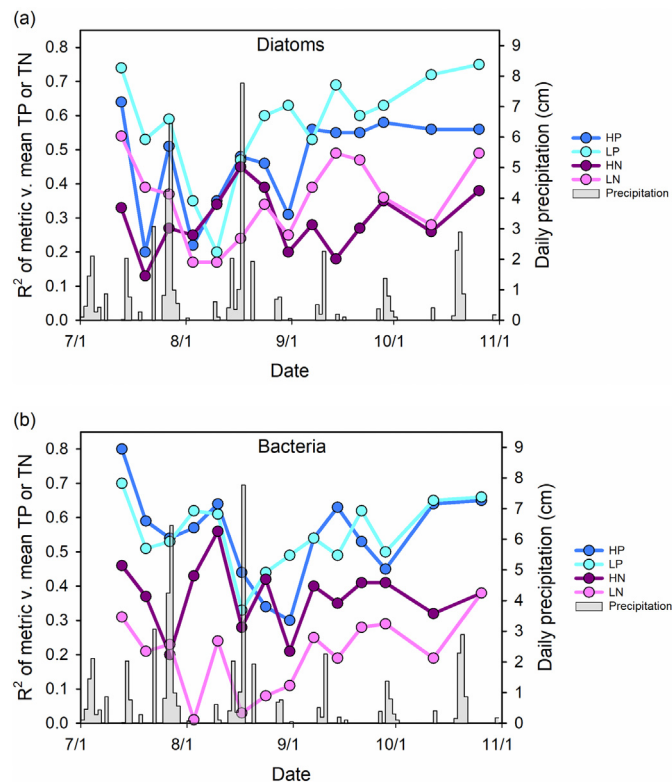 (a)
Diatoms
R² of metric v. mean TP or TN
0.8
0.7
0.6
0.5
0.4
0.3
0.2
0.1
0.0
9
8
7
6
5
4
3
2
1
0
Daily precipitation (cm)
7/1
8/1
9/1
10/1
11/1
Date
HP
LP
HN
LN
Precipitation
(b)
Bacteria
R² of metric v. mean TP or TN
0.8
0.7
0.6
0.5
0.4
0.3
0.2
0.1
0.0
9
8
7
6
5
4
3
2
1
0
Daily precipitation (cm)
7/1
8/1
9/1
10/1
11/1
Date
HP
LP
HN
LN
Precipitation